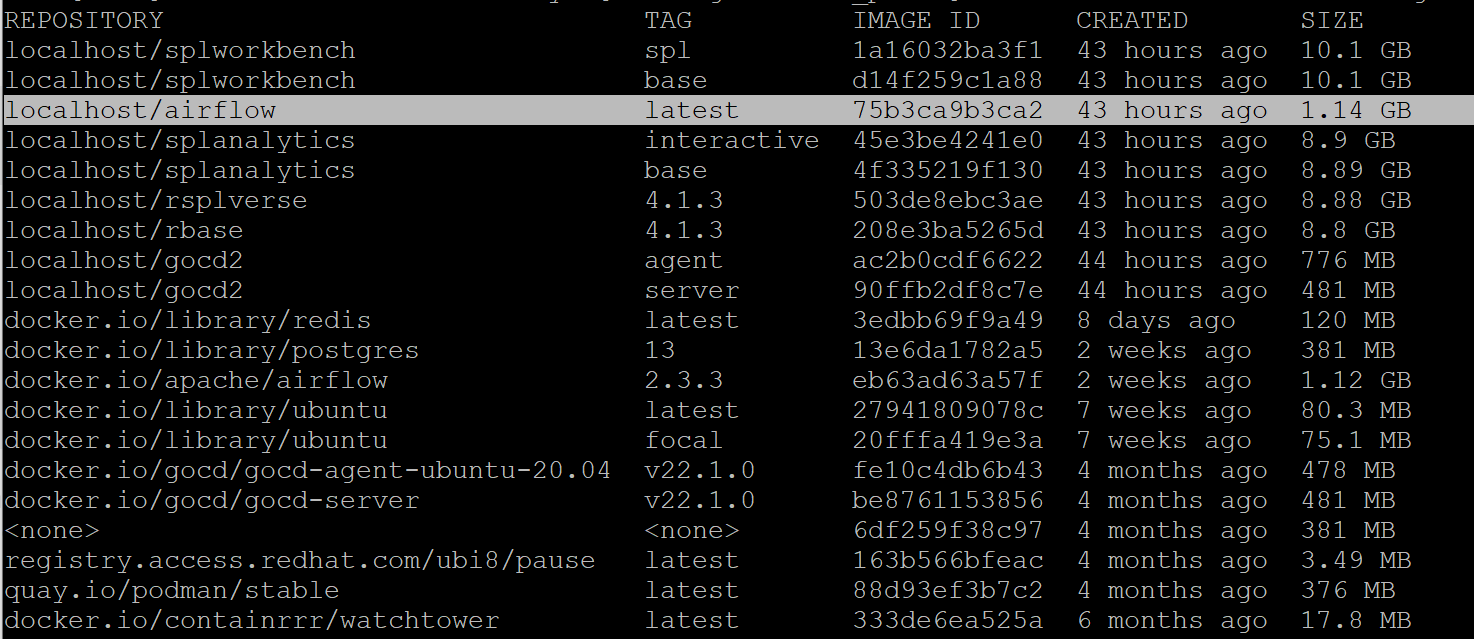 REPOSITORY TAG IMAGE ID CREATED SIZE
localhost/splworkbench spl 1a16032ba3f1 43 hours ago 10.1 GB
localhost/splworkbench base d14f259c1a88 43 hours ago 10.1 GB
localhost/airflow latest 75b3ca9b3ca2 43 hours ago 1.14 GB
localhost/splanalytics interactive 45e3be4241e0 43 hours ago 8.9 GB
localhost/splanalytics base 4f335219f130 43 hours ago 8.89 GB
localhost/rsplverse 4.1.3 503de8ebc3ae 43 hours ago 8.88 GB
localhost/rbase 4.1.3 208e3ba5265d 43 hours ago 8.8 GB
localhost/gocd2 agent ac2b0cdf6622 44 hours ago 776 MB
localhost/gocd2 server 90ffb2df8c7e 44 hours ago 481 MB
docker.io/library/redis latest 3edbb69f9a49 8 days ago 120 MB
docker.io/library/postgres 13 13e6da1782a5 2 weeks ago 381 MB
docker.io/apache/airflow 2.3.3 eb63ad63a57f 2 weeks ago 1.12 GB
docker.io/library/ubuntu latest 27941809078c 7 weeks ago 80.3 MB
docker.io/library/ubuntu focal 20fffa419e3a 7 weeks ago 75.1 MB
docker.io/gocd/gocd-agent-ubuntu-20.04 v22.1.0 fe10c4db6b43 4 months ago 478 MB
docker.io/gocd/gocd-server v22.1.0 be8761153856 4 months ago 481 MB
<none> <none> 6df259f38c97 4 months ago 381 MB
registry.access.redhat.com/ubi8/pause latest 163b566bfeac 4 months ago 3.49 MB
quay.io/podman/stable latest 88d93ef3b7c2 4 months ago 376 MB
docker.io/containrrr/watchtower latest 333de6ea525a 6 months ago 17.8 MB